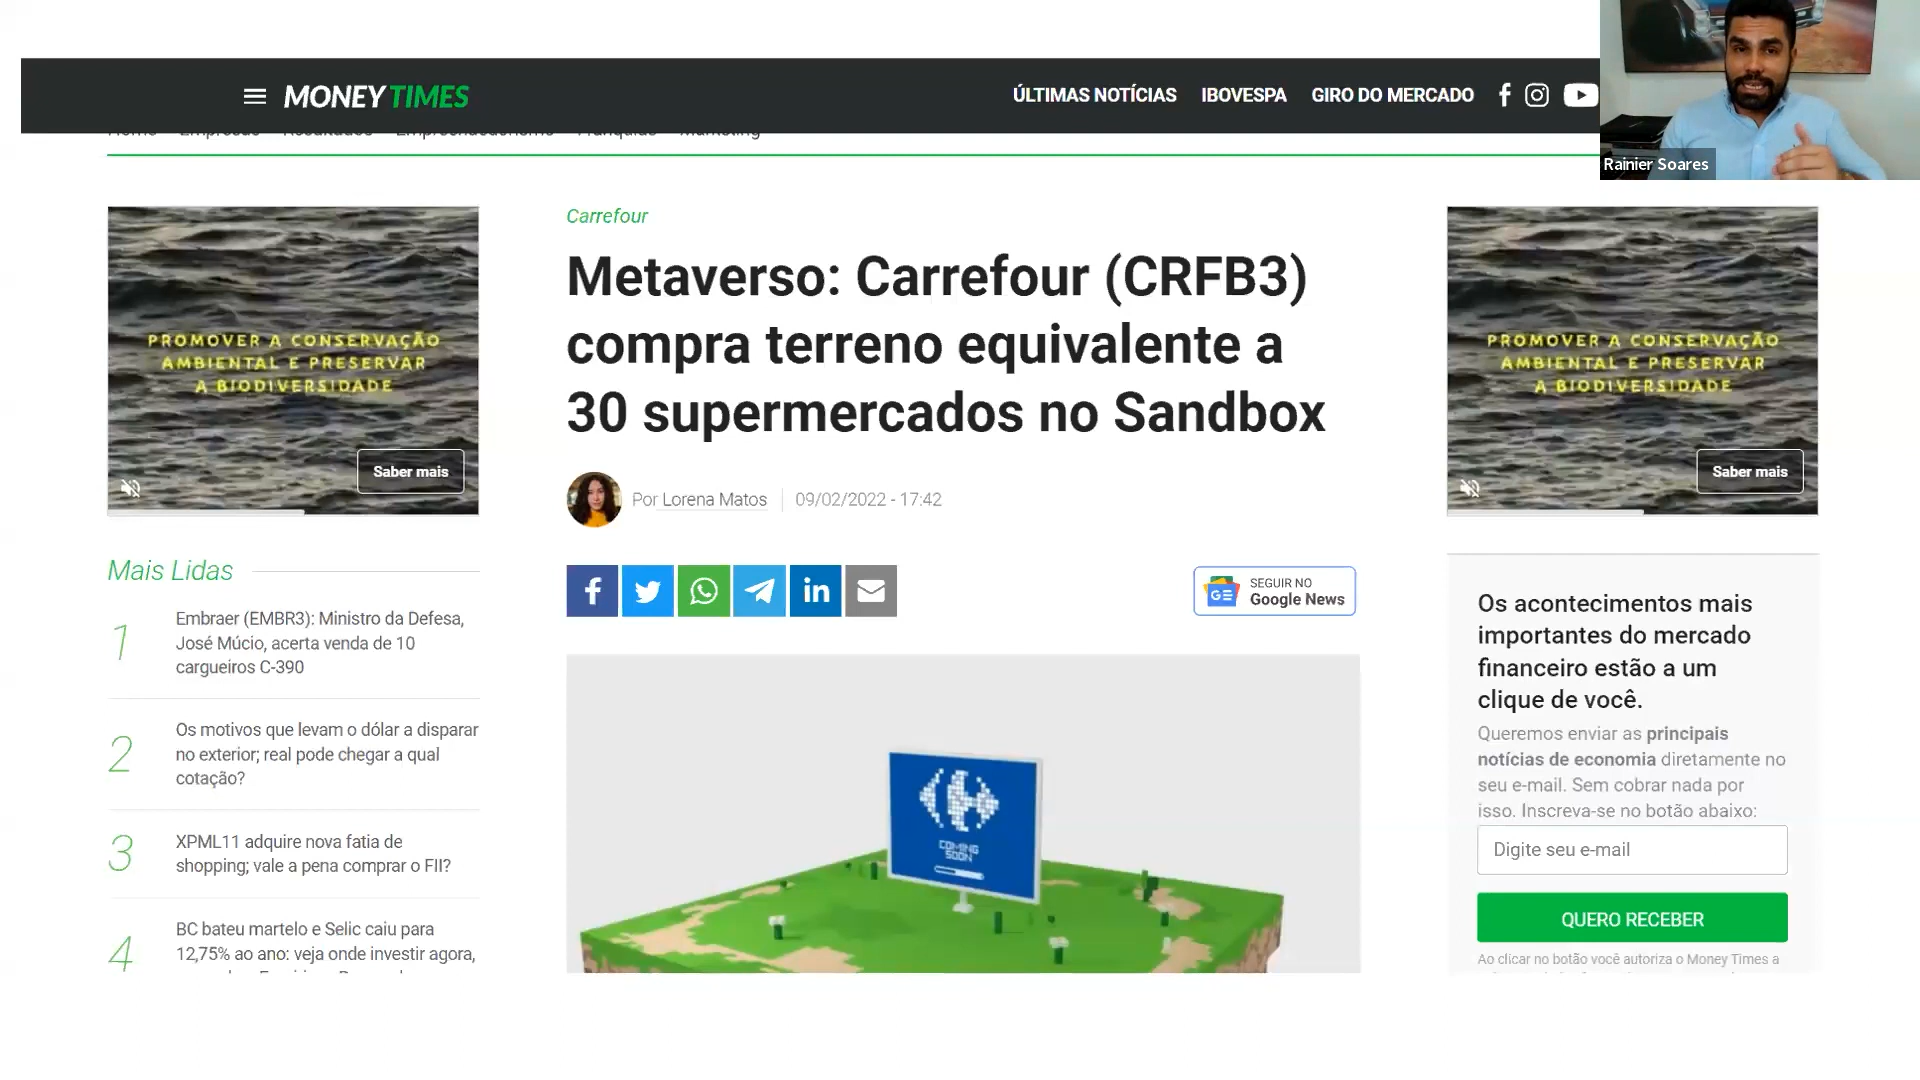 MONEY TIMES
ÚLTIMAS NOTÍCIAS
IBOVESPA
GIRO DO MERCADO
Rainier Soares
PROMOVER A CONSERVAÇÃO
AMBIENTAL E PRESERVAR
A BIODIVERSIDADE
Saber mais
Mais Lidas
1
Embraer (EMBR3): Ministro da Defesa,
José Múcio, acerta venda de 10
cargueiros C-390
2
Os motivos que levam o dólar a disparar
no exterior; real pode chegar a qual
cotação?
3
XPML11 adquire nova fatia de
shopping; vale a pena comprar o FII?
4
BC bateu martelo e Selic caiu para
12,75% ao ano: veja onde investir agora,
Carrefour
Metaverso: Carrefour (CRFB3)
compra terreno equivalente a
30 supermercados no Sandbox
Por Lorena Matos
09/02/2022 - 17:42
SEGUIR NO
Google News
GE
COMING
SOON
PROMOVER A CONSERVAÇÃO
AMBIENTAL E PRESERVAR
A BIODIVERSIDADE
Saber mais
Os acontecimentos mais
importantes do mercado
financeiro estão a um
clique de você.
Queremos enviar as principais
notícias de economia diretamente no
seu e-mail. Sem cobrar nada por
isso. Inscreva-se no botão abaixo:
Digite seu e-mail
QUERO RECEBER
Ao clicar no botão você autoriza o Money Times a